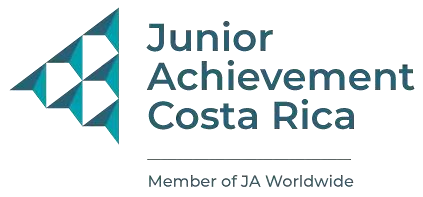 Junior
Achievement
Costa Rica
Member of JA Worldwide